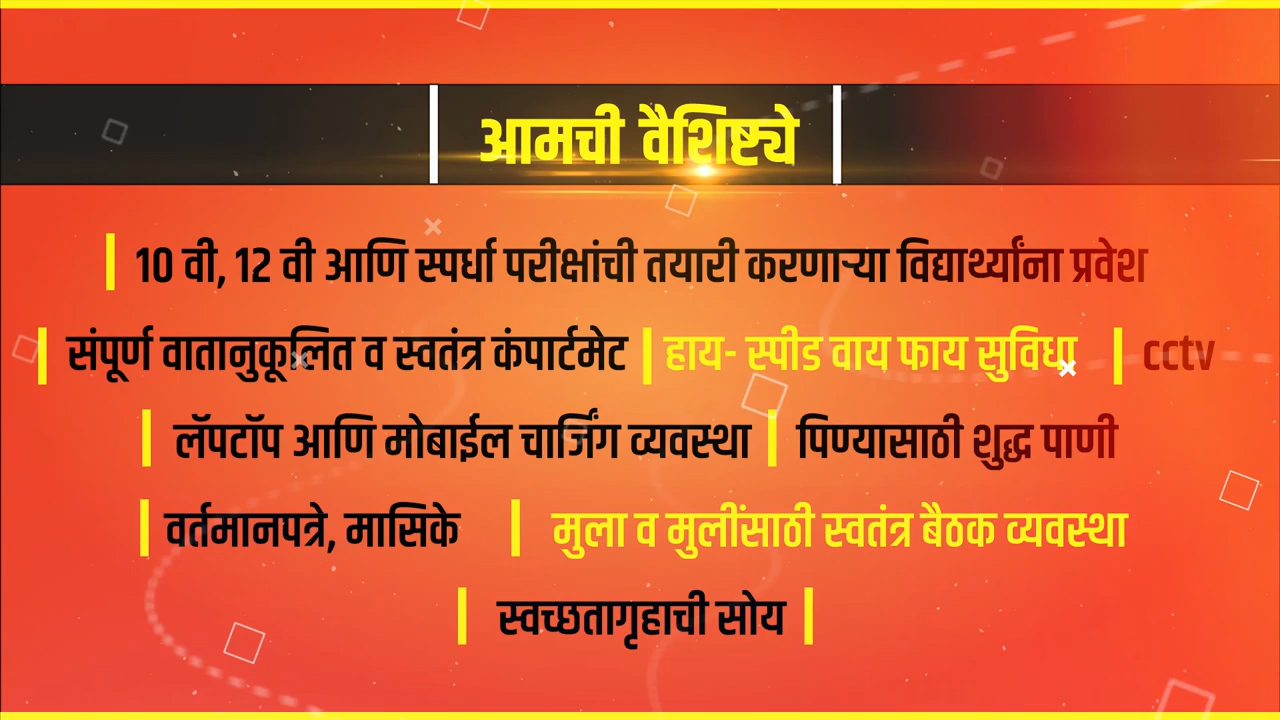 आमची वैशिष्ट्ये
10 वी, 12 वी आणि स्पर्धा परीक्षांची तयारी करणाऱ्या विद्यार्थ्यांना प्रवेश
संपूर्ण वातानुकूलित व स्वतंत्र कंपार्टमेट | हाय- स्पीड वाय फाय सुविधा | cctv
लॅपटॉप आणि मोबाईल चार्जिंग व्यवस्था | पिण्यासाठी शुद्ध पाणी
वर्तमानपत्रे, मासिके | मुला व मुलींसाठी स्वतंत्र बैठक व्यवस्था
स्वच्छतागृहाची सोय